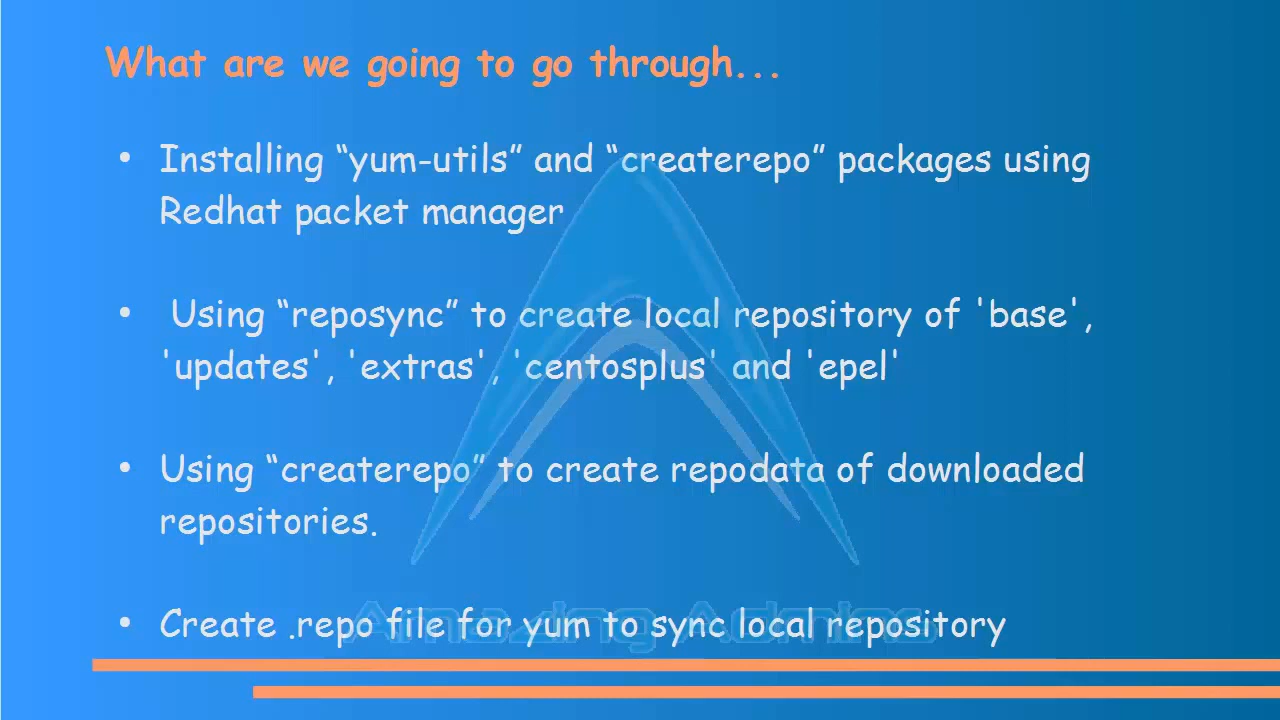 What are we going to go through...
• Installing “yum-utils” and “createrepo” packages using
Redhat packet manager
• Using “reposync” to create local repository of 'base',
'updates', 'extras', 'centosplus' and 'epel'
• Using “createrepo” to create repodata of downloaded
repositories.
• Create .repo file for yum to sync local repository
Amazing Admins